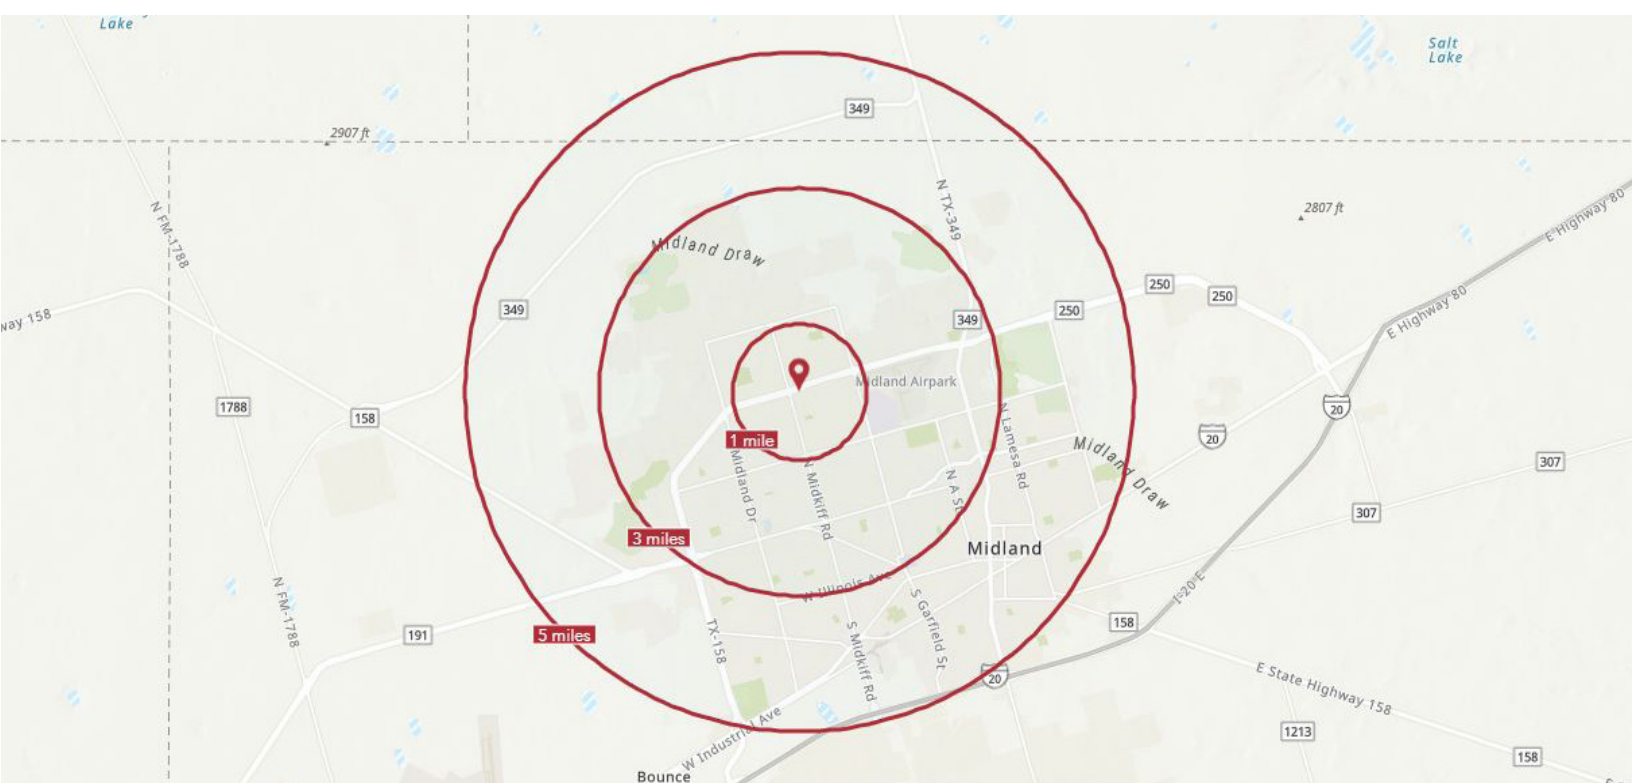 Lake
Salt
Lake
349
2907 ft
N FM-1788
N TX-349
2807 ft
E Highway 80
Midland Draw
250
250
E Highway 80
way 158
349
349
250
Midland Airpark
1788
158
20
20
1 mile
N Lamesa Rd
Midland Draw
307
Midland Dr
N Midkiff Rd
N A St
307
3 miles
Midland
W Illinois Ave
I-20 E
N FM-1788
S Garfield St
158
191
5 miles
TX-158
S Midkiff Rd
20
E State Highway 158
W Industrial Ave
1213
158
Bounce